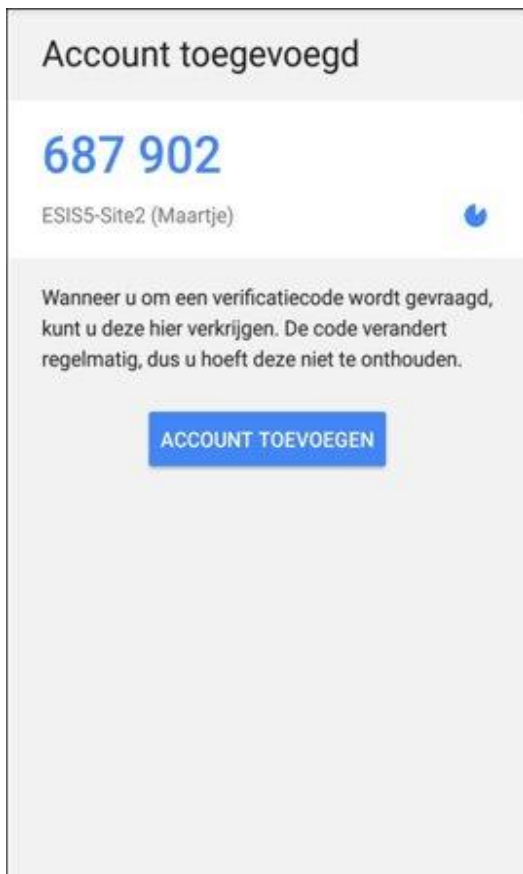 Account toegevoegd
687 902
ESIS5-Site2 (Maartje)
Wanneer u om een verificatiecode wordt gevraagd,
kunt u deze hier verkrijgen. De code verandert
regelmatig, dus u hoeft deze niet te onthouden.
ACCOUNT TOEVOEGEN